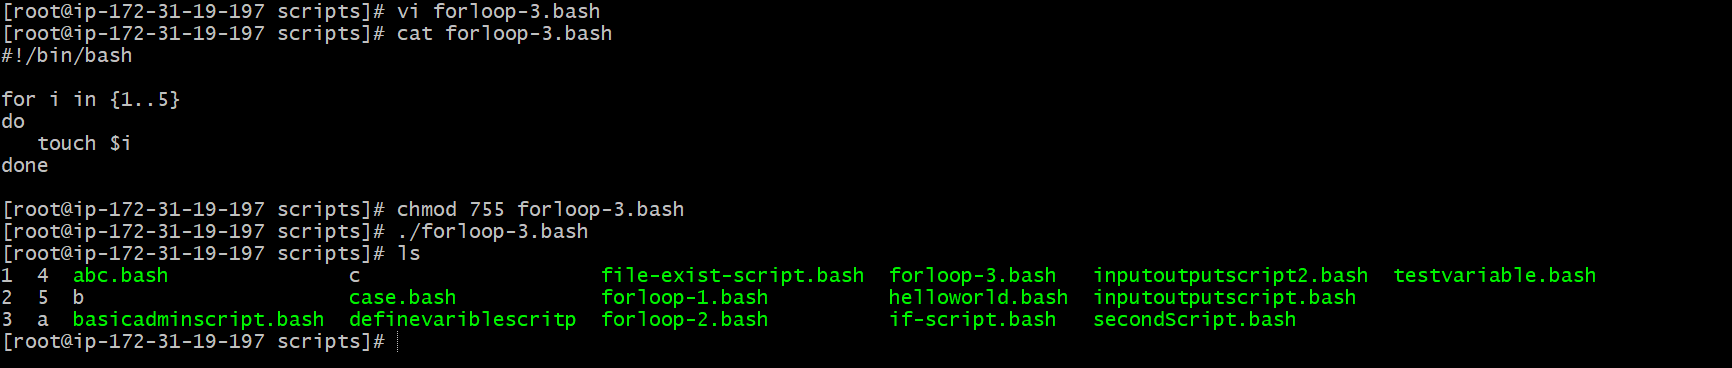 [root@ip-172-31-19-197 scripts]# vi forloop-3.bash
[root@ip-172-31-19-197 scripts]# cat forloop-3.bash
#!/bin/bash

for i in {1..5}
do
   touch $i
done

[root@ip-172-31-19-197 scripts]# chmod 755 forloop-3.bash
[root@ip-172-31-19-197 scripts]# ./forloop-3.bash
[root@ip-172-31-19-197 scripts]# ls
1  4  abc.bash               c                    file-exist-script.bash  forloop-3.bash   inputoutputscript2.bash  testvariable.bash
2  5  b                      case.bash            forloop-1.bash          helloworld.bash  inputoutputscript.bash
3  a  basicadminscript.bash  definevariblescritp  forloop-2.bash          if-script.bash   secondScript.bash
[root@ip-172-31-19-197 scripts]#